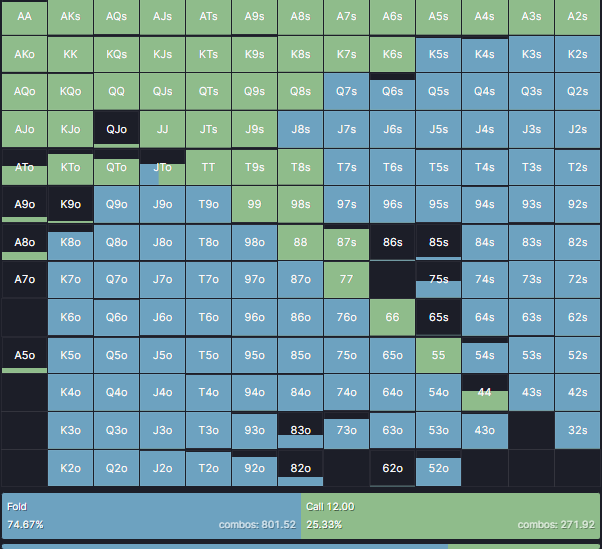 AA AKs AQs AJs ATs A9s A8s A7s A6s A5s A4s A3s A2s
AKo KK KQs KJs KTs K9s K8s K7s K6s K5s K4s K3s K2s
AQo KQo QQ QJs QTs Q9s Q8s Q7s Q6s Q5s Q4s Q3s Q2s
AJo KJo QJo JJ JTs J9s J8s J7s J6s J5s J4s J3s J2s
ATo KTo QTo JTo TT T9s T8s T7s T6s T5s T4s T3s T2s
A9o K9o Q9o J9o T9o 99 98s 97s 96s 95s 94s 93s 92s
A8o K8o Q8o J8o T8o 98o 88 87s 86s 85s 84s 83s 82s
A7o K7o Q7o J7o T7o 97o 87o 77 75s 74s 73s 72s
K6o Q6o J6o T6o 96o 86o 76o 66 65s 64s 63s 62s
A5o K5o Q5o J5o T5o 95o 85o 75o 65o 55 54s 53s 52s
K4o Q4o J4o T4o 94o 84o 74o 64o 54o 44 43s 42s
K3o Q3o J3o T3o 93o 83o 73o 63o 53o 43o 32s
K2o Q2o J2o T2o 92o 82o 62o 52o
Fold Call 12.00
74.67% combos: 801.52 25.33% combos: 271.92